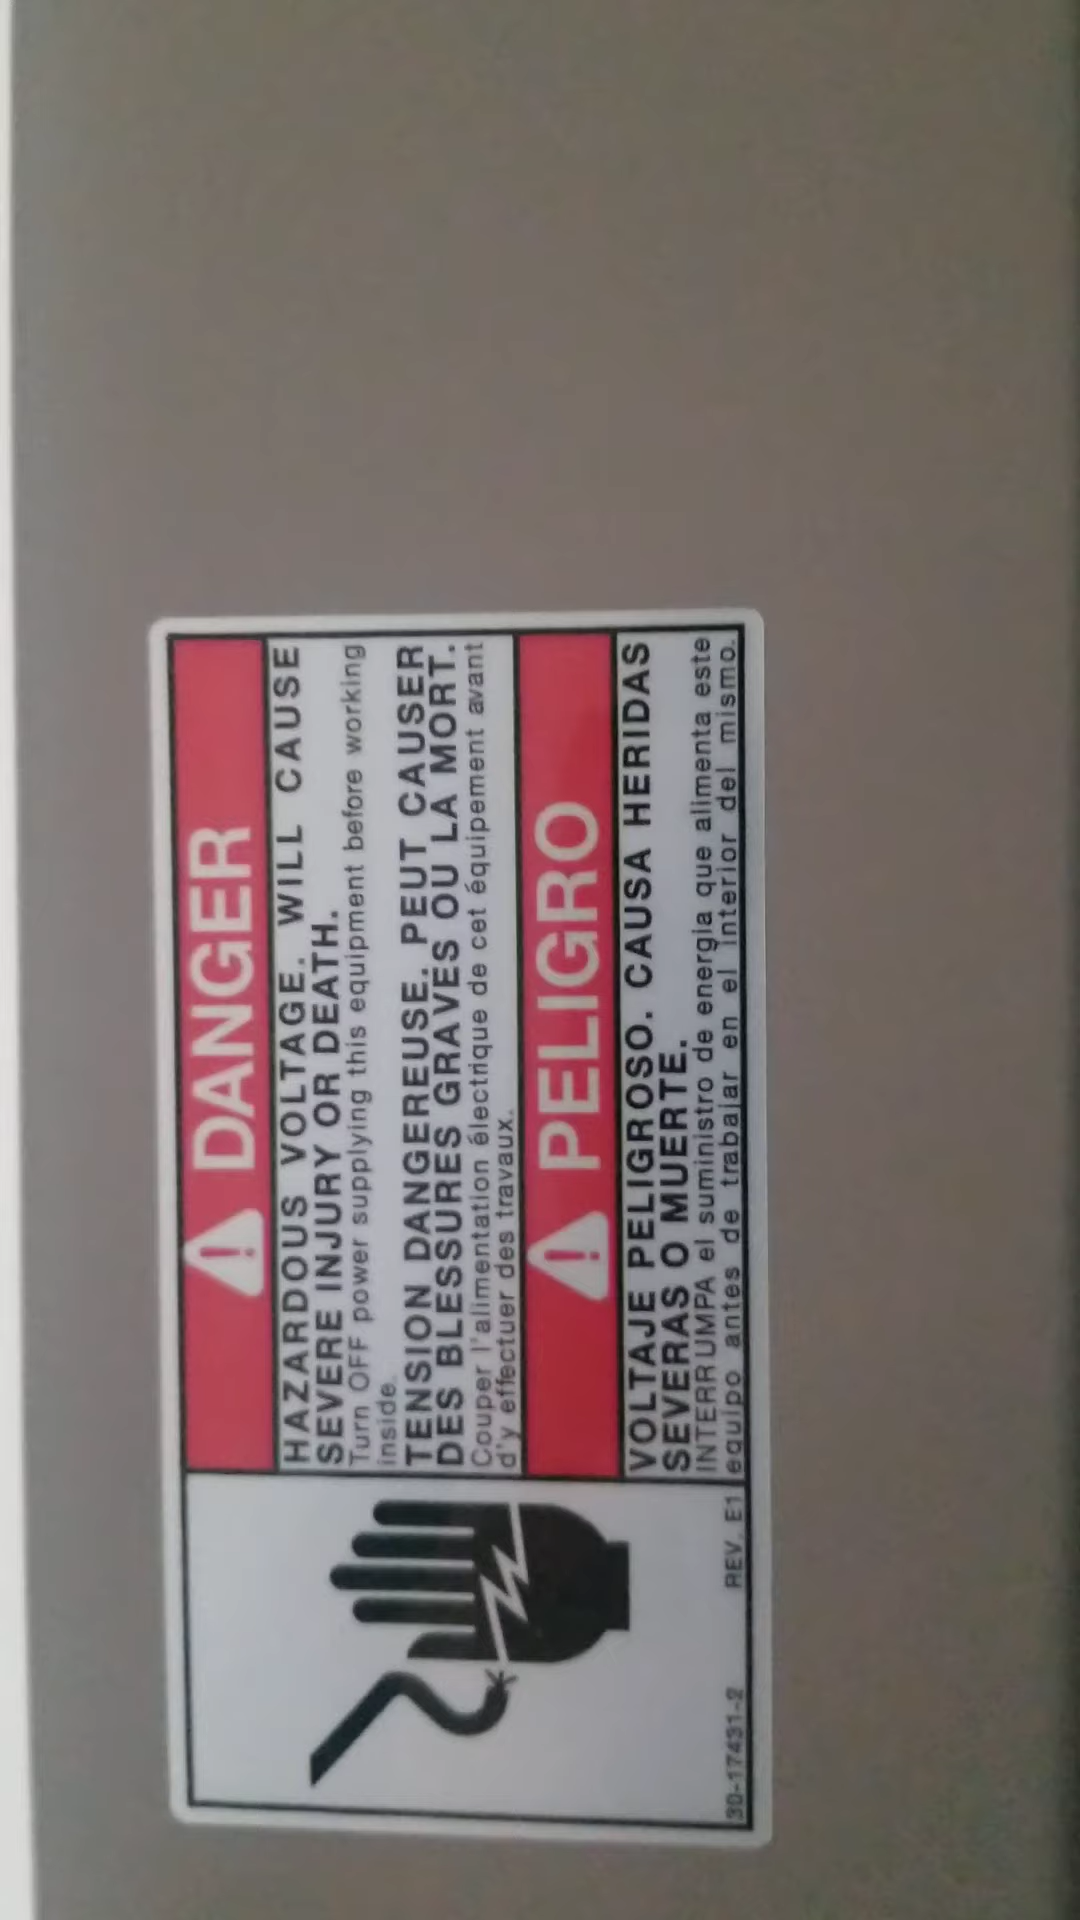 DANGER
HAZARDOUS VOLTAGE. WILL CAUSE
SEVERE INJURY OR DEATH.
Turn OFF power supplying this equipment before working
inside.
TENSION DANGEREUSE. PEUT CAUSER
DES BLESSURES GRAVES OU LA MORT.
Couper l'alimentation électrique de cet équipement avant
d'y effectuer des travaux.
PELIGRO
VOLTAJE PELIGROSO. CAUSA HERIDAS
SEVERAS O MUERTE.
INTERRUMPA el suministro de energia que alimenta este
equipo antes de trabajar en el interior del mismo.
30-17431-2 REV. E1